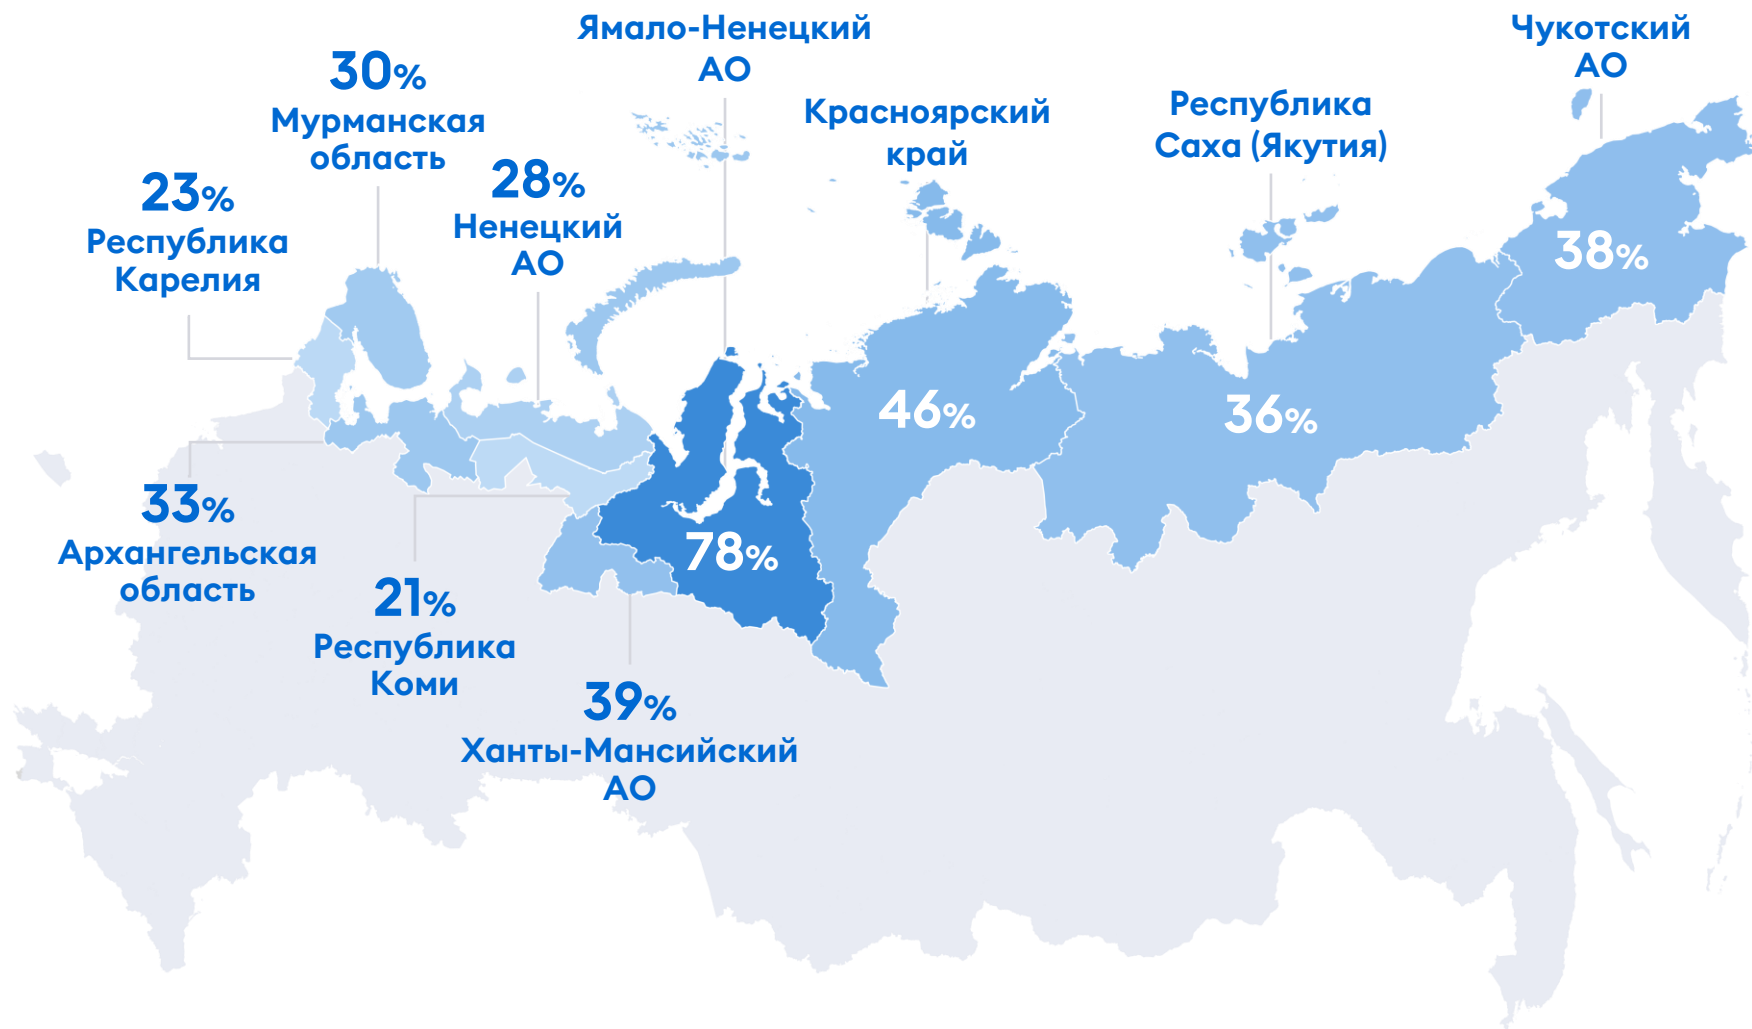 Ямало-Ненецкий
АО
78%
Чукотский
АО
38%
30%
Мурманская
область
Красноярский
край
46%
Республика
Саха (Якутия)
36%
23%
Республика
Карелия
28%
Ненецкий
АО
33%
Архангельская
область
21%
Республика
Коми
39%
Ханты-Мансийский
АО